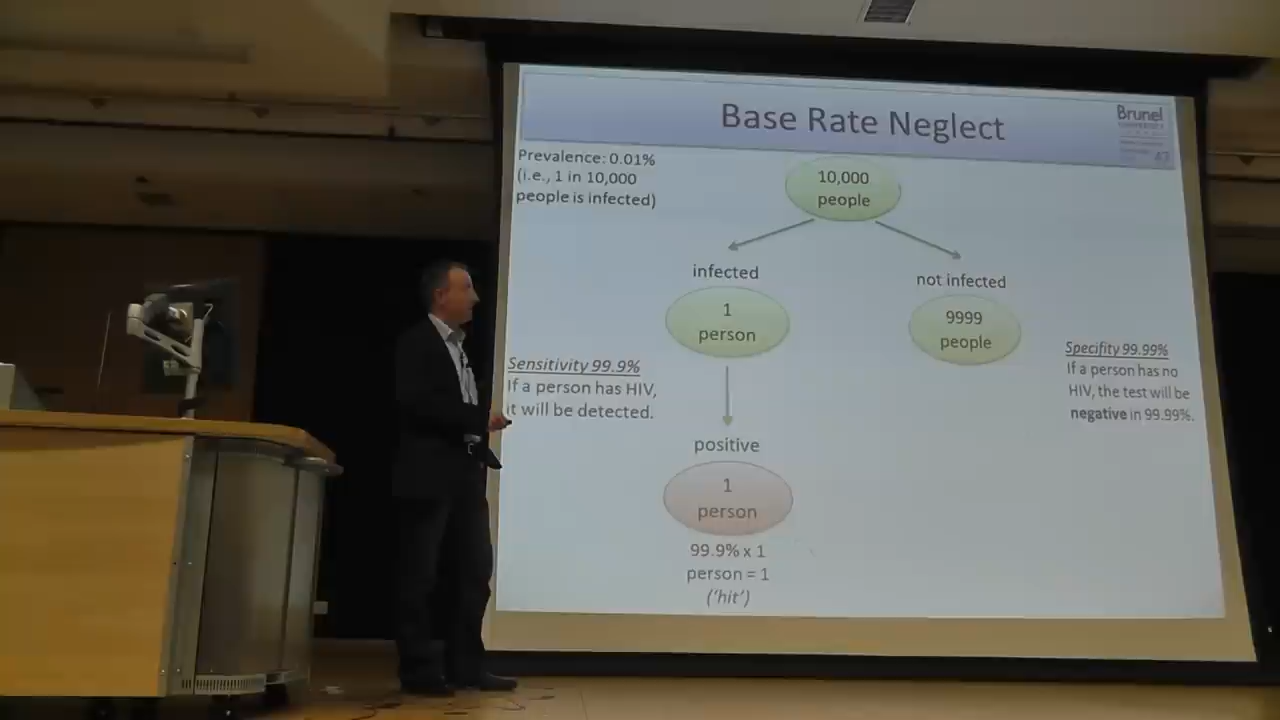 Base Rate Neglect
Brunel
47
Prevalence: 0.01%
(i.e., 1 in 10,000
people is infected)
10,000
people
infected
1
person
not infected
9999
people
Sensitivity 99.9%
If a person has HIV,
it will be detected.
Specifity 99.99%
If a person has no
HIV, the test will be
negative in 99.99%.
positive
1
person
99.9% x 1
person = 1
('hit')